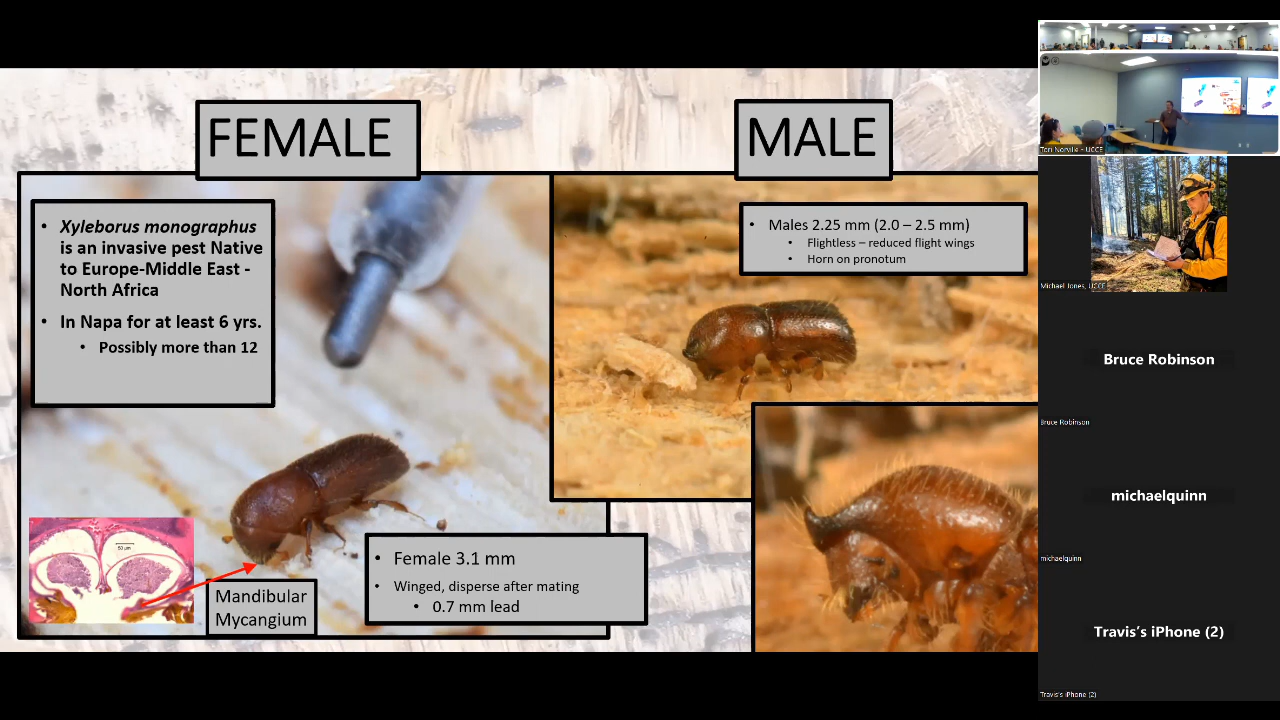 FEMALE
MALE
• Xyleborus monographus
is an invasive pest Native
to Europe-Middle East -
North Africa
• In Napa for at least 6 yrs.
• Possibly more than 12
• Males 2.25 mm (2.0 – 2.5 mm)
• Flightless – reduced flight wings
• Horn on pronotum
50 µm
Mandibular
Mycangium
• Female 3.1 mm
• Winged, disperse after mating
• 0.7 mm lead
Tori Norville - UCCE
Michael Jones, UCCE
Bruce Robinson
Bruce Robinson
michaelquinn
michaelquinn
Travis's iPhone (2)
Travis's iPhone (2)